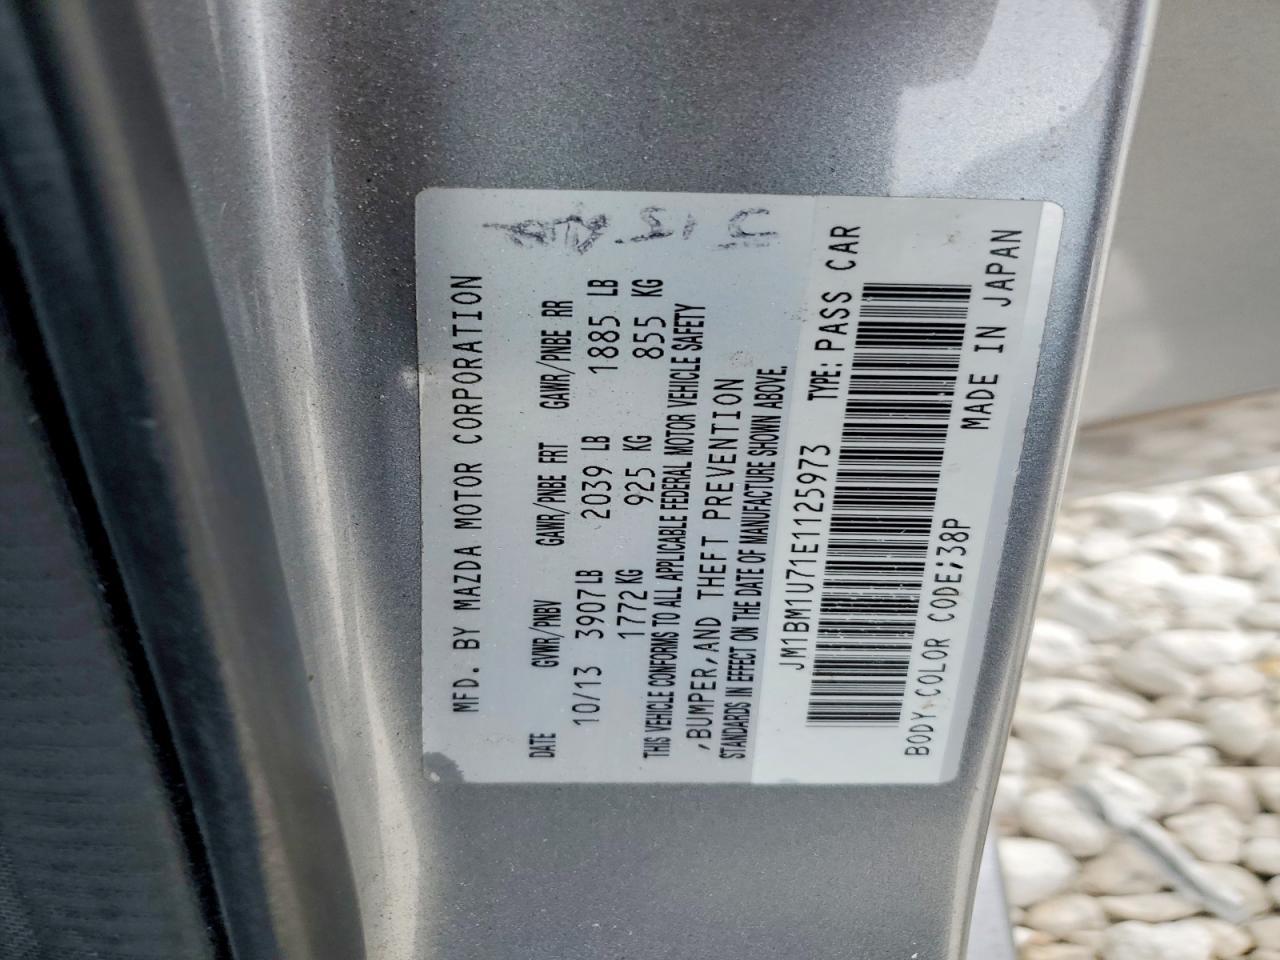 MFD. BY MAZDA MOTOR CORPORATION
DATE GVWR/PNBV GAWR/PNBE FRT GAWR/PNBE RR
10/13 3907LB 2039 LB 1885 LB
1772KG 925 KG 855 KG
THIS VEHICLE CONFORMS TO ALL APPLICABLE FEDERAL MOTOR VEHICLE SAFETY
,BUMPER,AND THEFT PREVENTION
STANDARDS IN EFFECT ON THE DATE OF MANUFACTURE SHOWN ABOVE.
JM1BM1U71E1125973 TYPE: PASS CAR
BODY COLOR CODE;38P MADE IN JAPAN